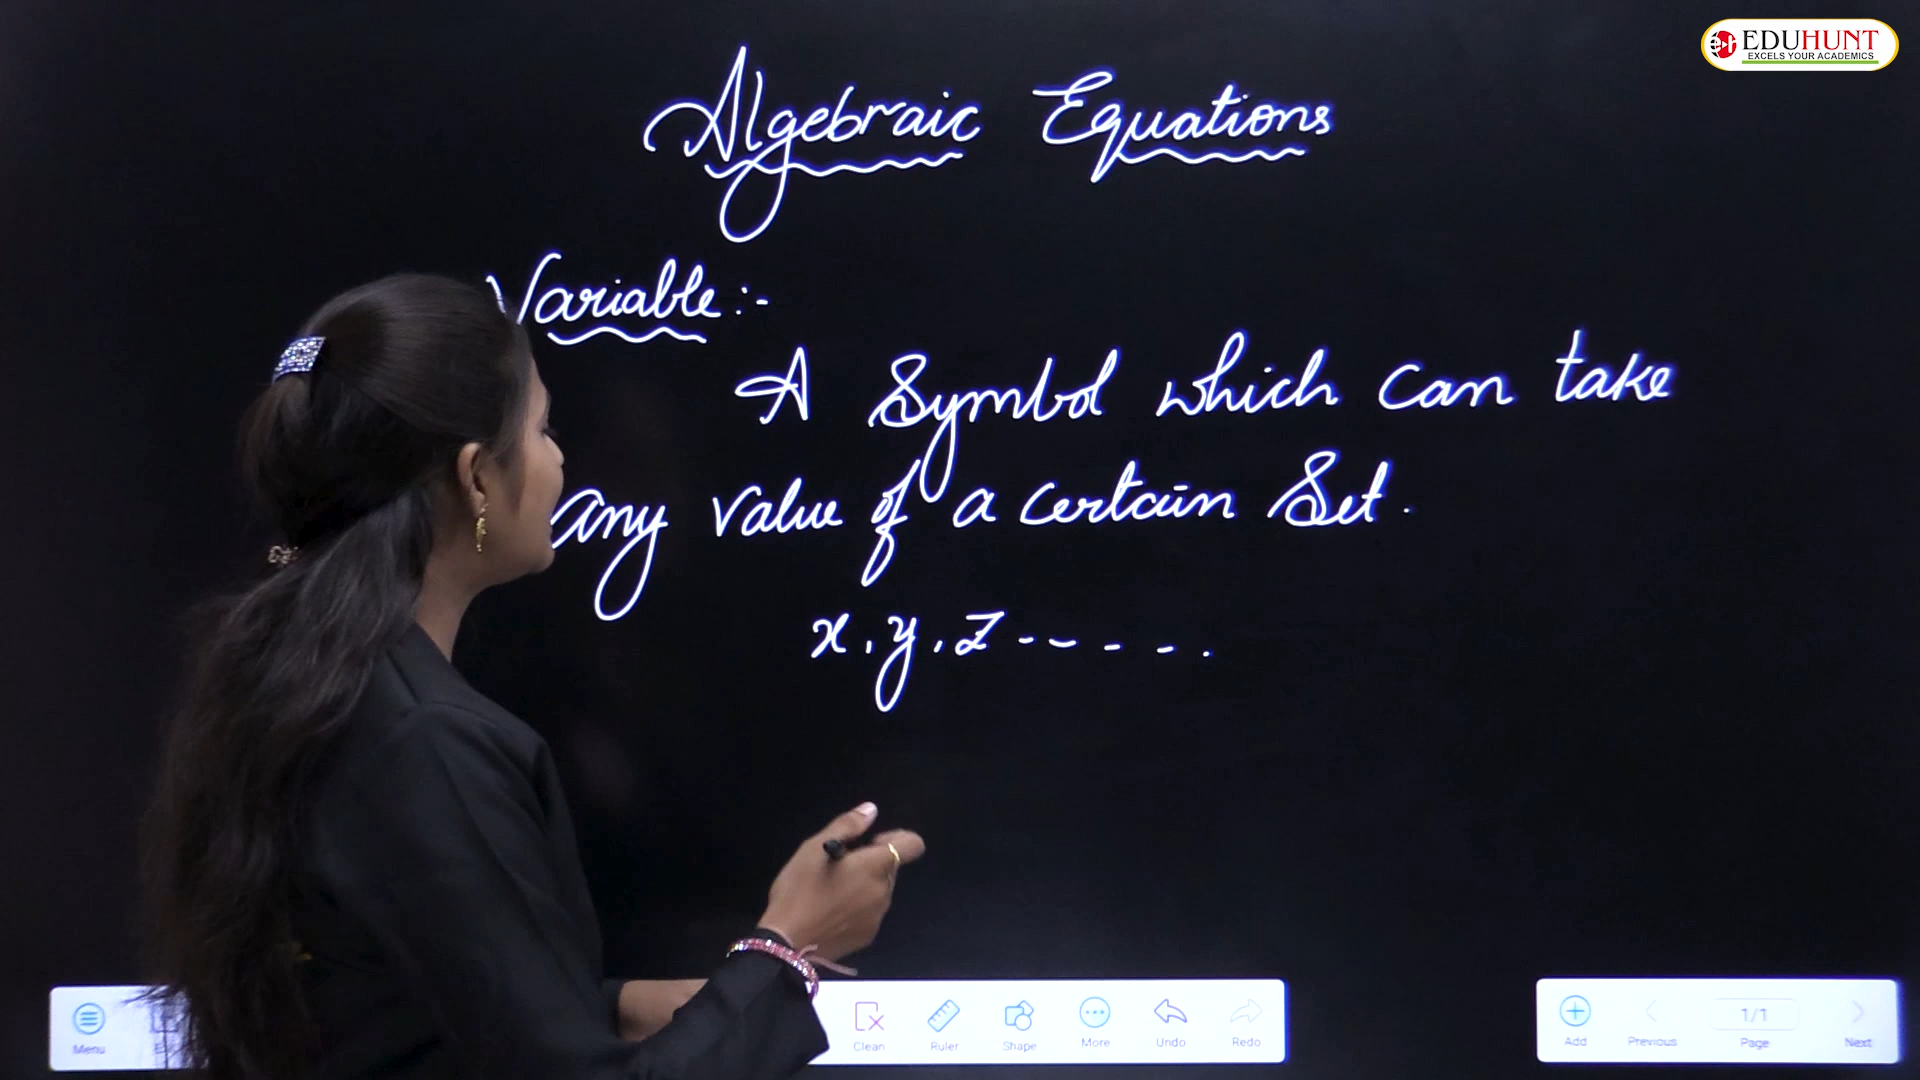 EDUHUNT
EXCELS YOUR ACADEMICS
Algebraic Equations
Variable :-
A Symbol which can take
any value of a certain Set.
x, y, z -----.
Menu
Clean
Ruler
Shape
More
Undo
Redo
Add
Previous
1/1
Page
Next